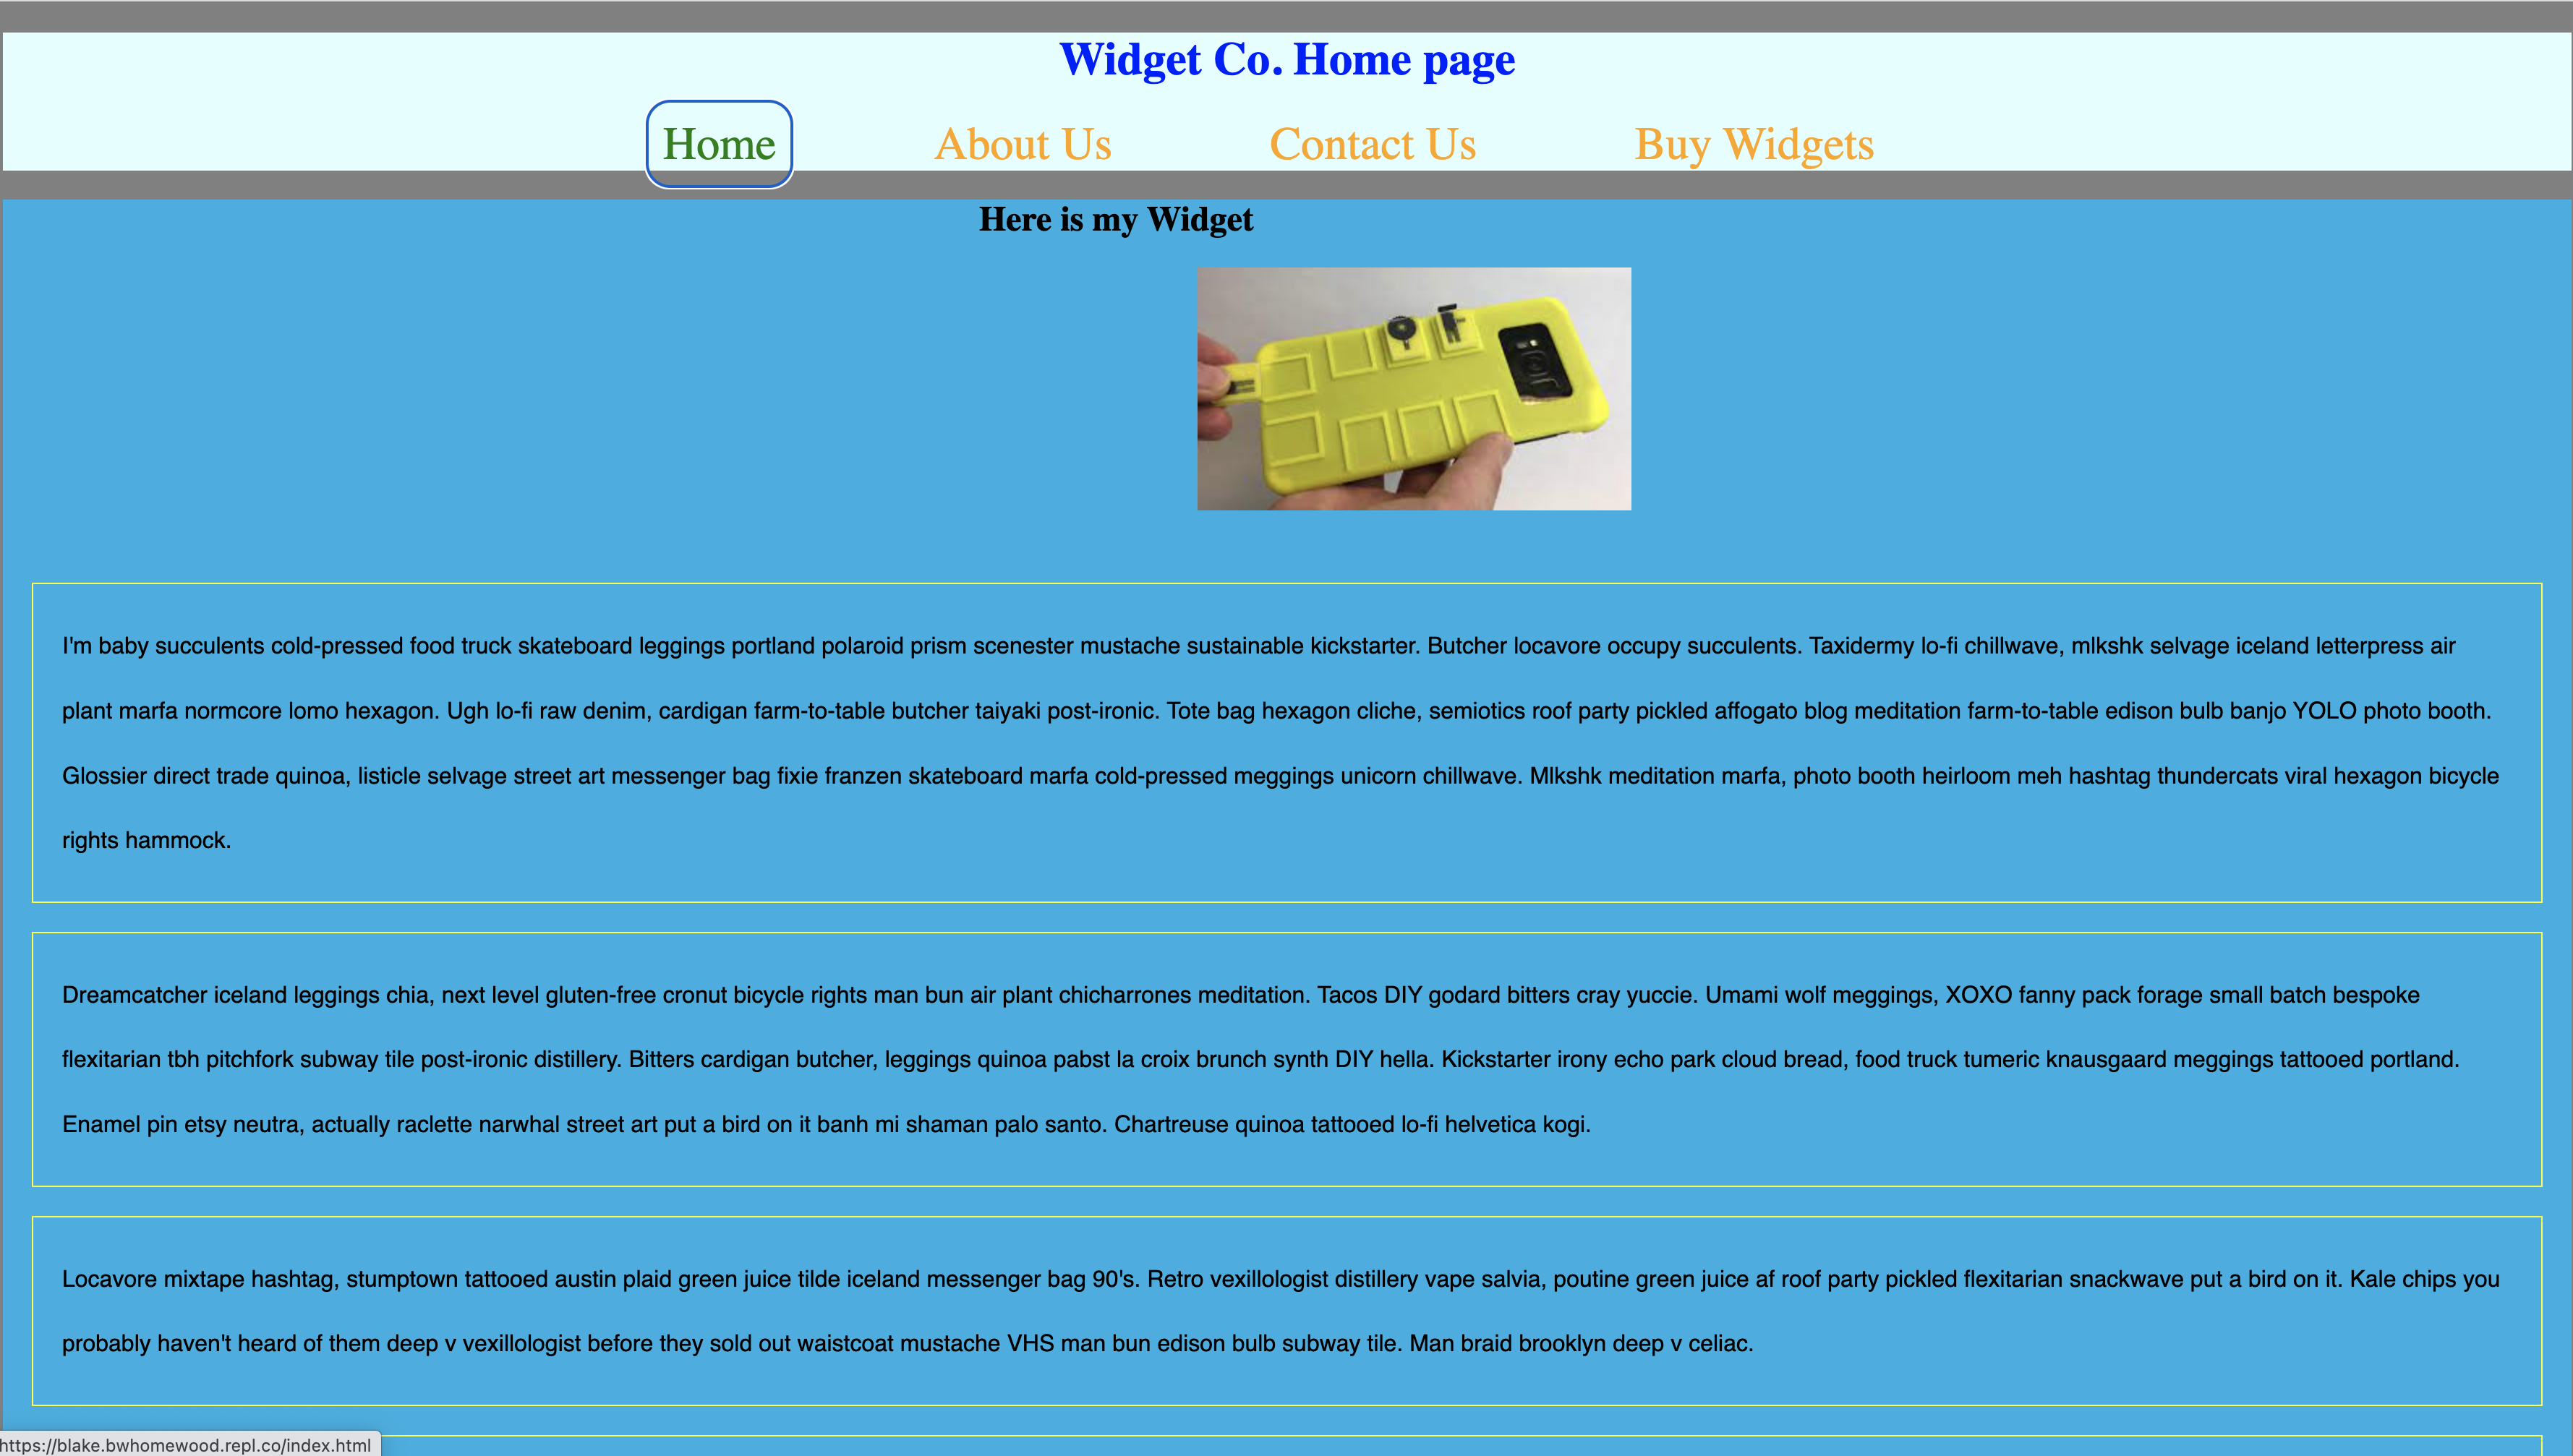 Widget Co. Home page
Home About Us Contact Us Buy Widgets
Here is my Widget
I'm baby succulents cold-pressed food truck skateboard leggings portland polaroid prism scenester mustache sustainable kickstarter. Butcher locavore occupy succulents. Taxidermy lo-fi chillwave, mlkshk selvage iceland letterpress air
plant marfa normcore lomo hexagon. Ugh lo-fi raw denim, cardigan farm-to-table butcher taiyaki post-ironic. Tote bag hexagon cliche, semiotics roof party pickled affogato blog meditation farm-to-table edison bulb banjo YOLO photo booth.
Glossier direct trade quinoa, listicle selvage street art messenger bag fixie franzen skateboard marfa cold-pressed meggings unicorn chillwave. Mlkshk meditation marfa, photo booth heirloom meh hashtag thundercats viral hexagon bicycle
rights hammock.
Dreamcatcher iceland leggings chia, next level gluten-free cronut bicycle rights man bun air plant chicharrones meditation. Tacos DIY godard bitters cray yuccie. Umami wolf meggings, XOXO fanny pack forage small batch bespoke
flexitarian tbh pitchfork subway tile post-ironic distillery. Bitters cardigan butcher, leggings quinoa pabst la croix brunch synth DIY hella. Kickstarter irony echo park cloud bread, food truck tumeric knausgaard meggings tattooed portland.
Enamel pin etsy neutra, actually raclette narwhal street art put a bird on it banh mi shaman palo santo. Chartreuse quinoa tattooed lo-fi helvetica kogi.
Locavore mixtape hashtag, stumptown tattooed austin plaid green juice tilde iceland messenger bag 90's. Retro vexillologist distillery vape salvia, poutine green juice af roof party pickled flexitarian snackwave put a bird on it. Kale chips you
probably haven't heard of them deep v vexillologist before they sold out waistcoat mustache VHS man bun edison bulb subway tile. Man braid brooklyn deep v celiac.
https://blake.bwhomewood.repl.co/index.html